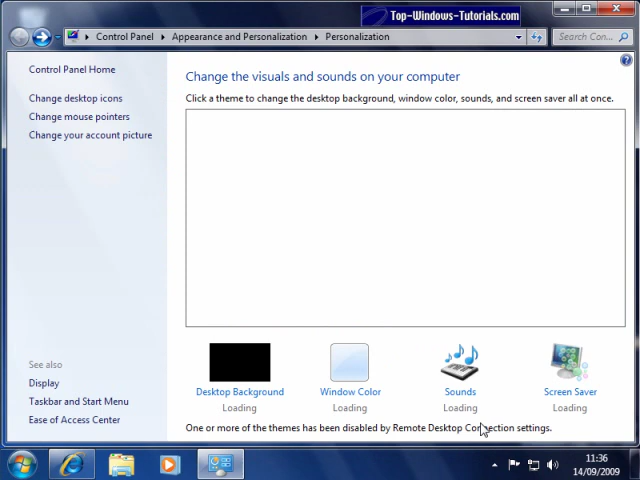 Top-Windows-Tutorials.com
Control Panel
Appearance and Personalization
Personalization
Search Con...
Control Panel Home
Change desktop icons
Change mouse pointers
Change your account picture
Change the visuals and sounds on your computer
Click a theme to change the desktop background, window color, sounds, and screen saver all at once.
Desktop Background
Loading
Window Color
Loading
Sounds
Loading
Screen Saver
Loading
One or more of the themes has been disabled by Remote Desktop Connection settings.
See also
Display
Taskbar and Start Menu
Ease of Access Center
11:36
14/09/2009